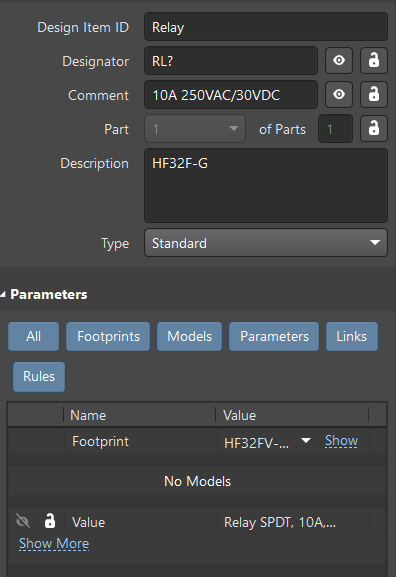 Design Item ID Relay
Designator RL?
Comment 10A 250VAC/30VDC
Part 1 of Parts 1
Description HF32F-G
Type Standard
Parameters
All Footprints Models Parameters Links
Rules
Name Value
Footprint HF32FV-... Show
No Models
Value Relay SPDT, 10A,...
Show More